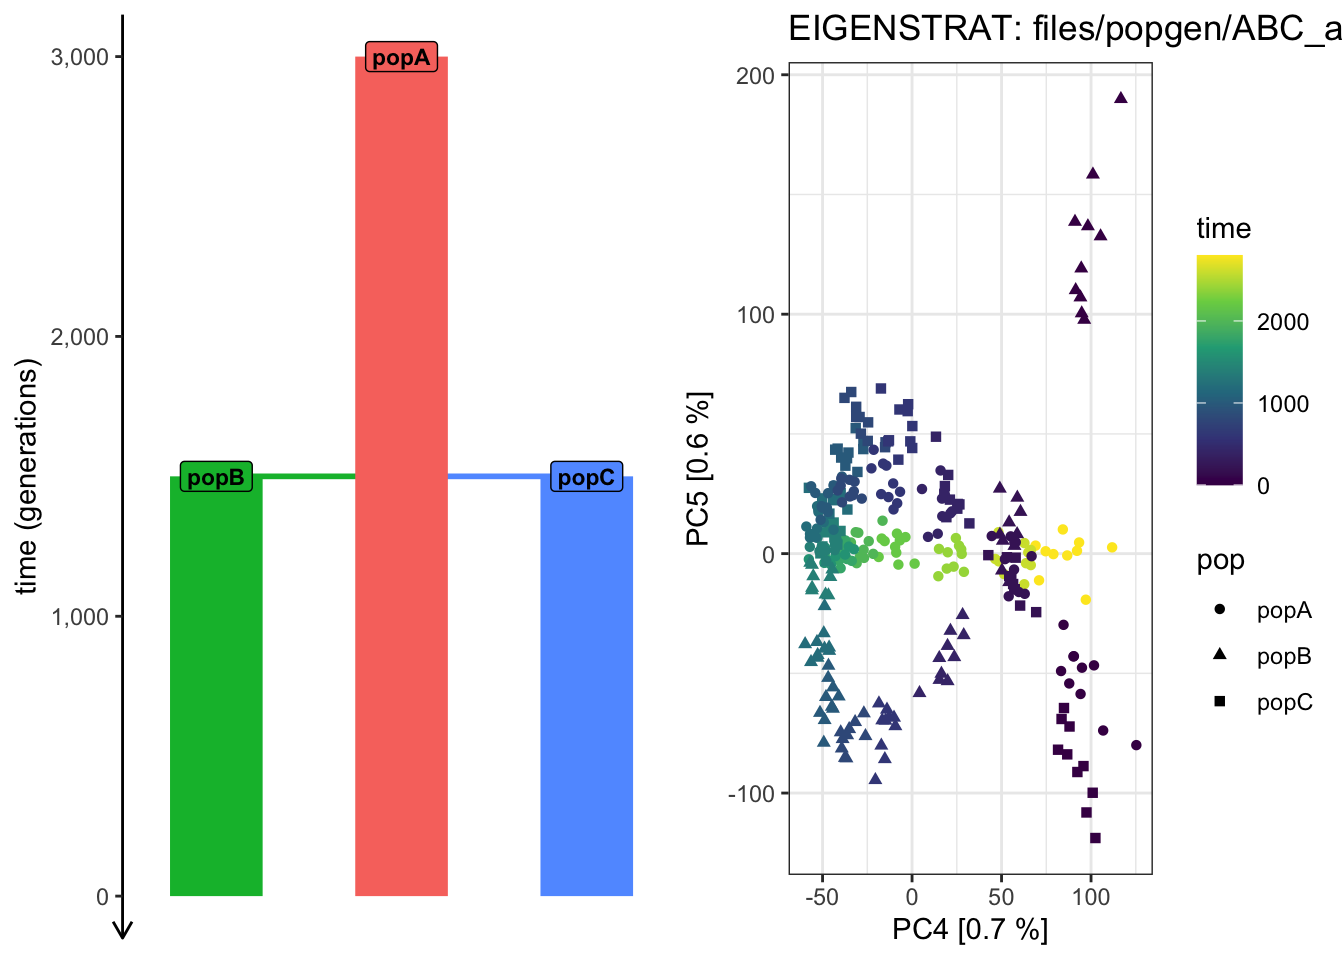 3,000
2,000
1,000
0
time (generations)
popA
popB
popC
EIGENSTRAT: files/popgen/ABC_a
200
100
0
-100
PC5 [0.6 %]
-50
0
50
100
PC4 [0.7 %]
time
2000
1000
0
pop
popA
popB
popC